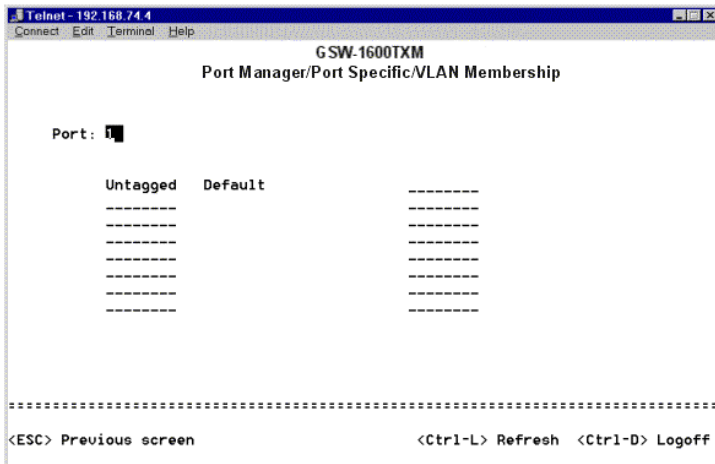 Telnet - 192.168.74.4
Connect Edit Terminal Help
GSW-1600TXM
Port Manager/Port Specific/VLAN Membership
Port: 1
Untagged Default --------
-------- --------
-------- --------
-------- --------
-------- --------
-------- --------
-------- --------
-------- --------
================================================================================
<ESC> Previous screen <Ctrl-L> Refresh <Ctrl-D> Logoff